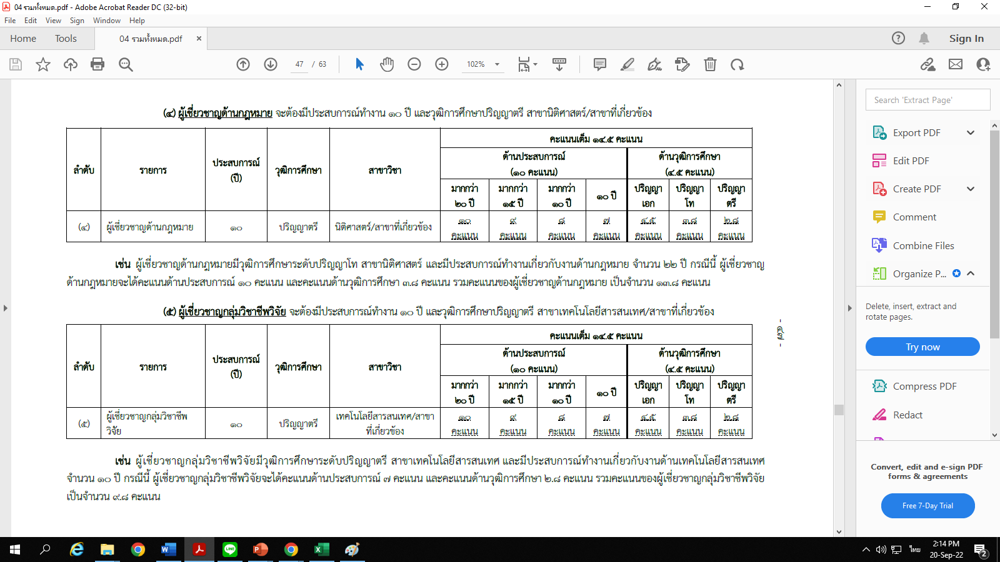 04 รวมทั้งหมด.pdf - Adobe Acrobat Reader DC (32-bit)
File Edit View Sign Window Help
Home Tools 04 รวมทั้งหมด.pdf × Sign In
47 / 63 102%
(๔) ผู้เชี่ยวชาญด้านกฎหมาย จะต้องมีประสบการณ์ทำงาน ๑๐ ปี และวุฒิการศึกษาปริญญาตรี สาขานิติศาสตร์/สาขาที่เกี่ยวข้อง
คะแนนเต็ม ๑๔.๕ คะแนน
ลำดับ รายการ ประสบการณ์ (ปี) วุฒิการศึกษา สาขาวิชา
ด้านประสบการณ์ ด้านวุฒิการศึกษา
(๑๐ คะแนน) (๔.๕ คะแนน)
มากกว่า มากกว่า มากกว่า ๑๐ ปี ปริญญา ปริญญา ปริญญา
๒๐ ปี ๑๕ ปี ๑๐ ปี เอก โท ตรี
(๔) ผู้เชี่ยวชาญด้านกฎหมาย ๑๐ ปริญญาตรี นิติศาสตร์/สาขาที่เกี่ยวข้อง ๑๐ ๙ ๘ ๗ ๔.๕ ๓.๘ ๒.๘
คะแนน คะแนน คะแนน คะแนน คะแนน คะแนน คะแนน
เช่น ผู้เชี่ยวชาญด้านกฎหมายมีวุฒิการศึกษาระดับปริญญาโท สาขานิติศาสตร์ และมีประสบการณ์ทำงานเกี่ยวกับงานด้านกฎหมาย จำนวน ๒๒ ปี กรณีนี้ ผู้เชี่ยวชาญ
ด้านกฎหมายจะได้คะแนนด้านประสบการณ์ ๑๐ คะแนน และคะแนนด้านวุฒิการศึกษา ๓.๘ คะแนน รวมคะแนนของผู้เชี่ยวชาญด้านกฎหมาย เป็นจำนวน ๑๓.๘ คะแนน
(๕) ผู้เชี่ยวชาญกลุ่มวิชาชีพวิจัย จะต้องมีประสบการณ์ทำงาน ๑๐ ปี และวุฒิการศึกษาปริญญาตรี สาขาเทคโนโลยีสารสนเทศ/สาขาที่เกี่ยวข้อง
คะแนนเต็ม ๑๔.๕ คะแนน
ลำดับ รายการ ประสบการณ์ (ปี) วุฒิการศึกษา สาขาวิชา
ด้านประสบการณ์ ด้านวุฒิการศึกษา
(๑๐ คะแนน) (๔.๕ คะแนน)
มากกว่า มากกว่า มากกว่า ๑๐ ปี ปริญญา ปริญญา ปริญญา
๒๐ ปี ๑๕ ปี ๑๐ ปี เอก โท ตรี
(๕) ผู้เชี่ยวชาญกลุ่มวิชาชีพ ๑๐ ปริญญาตรี เทคโนโลยีสารสนเทศ/สาขา ๑๐ ๙ ๘ ๗ ๔.๕ ๓.๘ ๒.๘
วิจัย ที่เกี่ยวข้อง คะแนน คะแนน คะแนน คะแนน คะแนน คะแนน คะแนน
เช่น ผู้เชี่ยวชาญกลุ่มวิชาชีพวิจัยมีวุฒิการศึกษาระดับปริญญาตรี สาขาเทคโนโลยีสารสนเทศ และมีประสบการณ์ทำงานเกี่ยวกับงานด้านเทคโนโลยีสารสนเทศ
จำนวน ๑๐ ปี กรณีนี้ ผู้เชี่ยวชาญกลุ่มวิชาชีพวิจัยจะได้คะแนนด้านประสบการณ์ ๗ คะแนน และคะแนนด้านวุฒิการศึกษา ๒.๘ คะแนน รวมคะแนนของผู้เชี่ยวชาญกลุ่มวิชาชีพวิจัย
เป็นจำนวน ๙.๘ คะแนน
- ๔๗ -
Search 'Extract Page'
Export PDF
Edit PDF
Create PDF
Comment
Combine Files
Organize P...
Delete, insert, extract and
rotate pages.
Try now
Compress PDF
Redact
Convert, edit and e-sign PDF
forms & agreements
Free 7-Day Trial
ไทย
2:14 PM
20-Sep-22
2